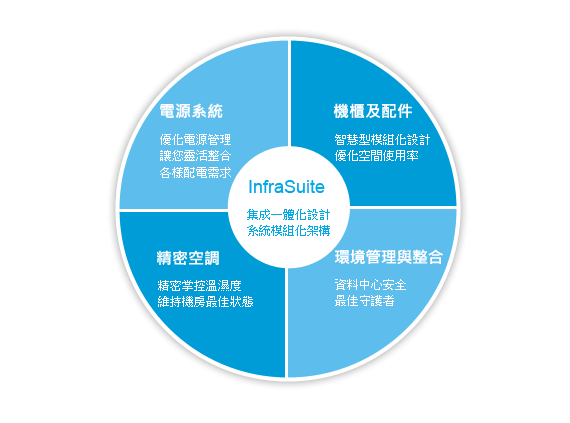 電源系統
優化電源管理
讓您靈活整合
各樣配電需求
機櫃及配件
智慧型模組化設計
優化空間使用率
InfraSuite
集成一體化設計
系統模組化架構
精密空調
精密掌控溫濕度
維持機房最佳狀態
環境管理與整合
資料中心安全
最佳守護者